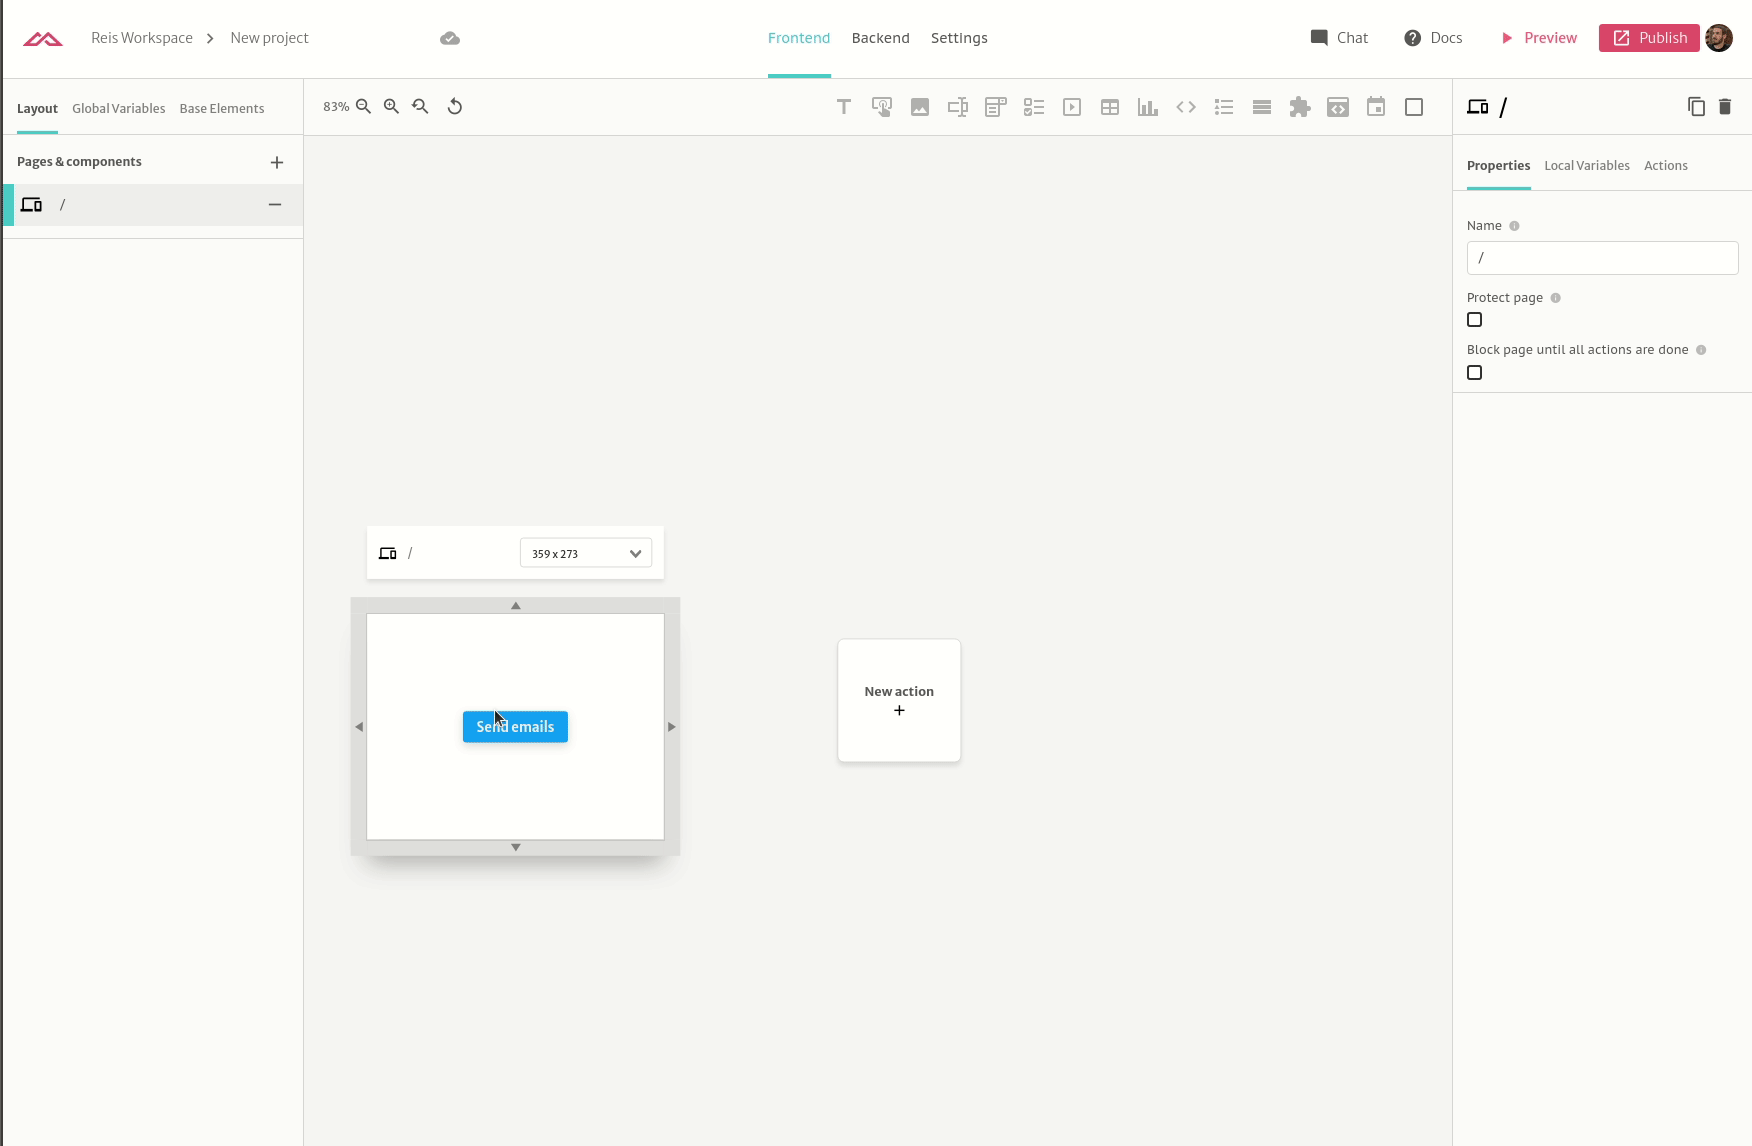 Reis Workspace > New project
Frontend Backend Settings
Chat Docs Preview Publish
Layout Global Variables Base Elements
83%
/
Pages & components
Properties Local Variables Actions
/
Name
/
Protect page
Block page until all actions are done
/ 359 x 273
Send emails
New action
+